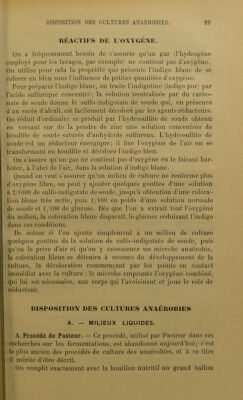 DISPOSITION DES CULTURES ANAÉROBIES. 99
RÉACTIFS DE L'OXYGÈNE.
On a fréquemment besoin de s'assurer qu'un gaz (l'hydrogène
employé pour les lavages, par exemple) ne contient pas d'oxygène.
On utilise pour cela la propriété que présente l'indigo blanc de se
colorer en bleu sous l'influence de petites quantités d'oxygène.
Pour préparer l'indigo blanc, on traite l'indigotine (indigo pur) par
l'acide sulfurique concentré; la solution neutralisée par du carbo-
nate de soude donne le sulfo-indigotate de soude qui, en présence
d'un excès d'alcali, est facilement décoloré par les agents réducteurs.
On réduit d'ordinaire ce produit par l'hydrosulfite de soude obtenu
en versant sur de la poudre de zinc une solution concentrée de
bisulfite de soude saturée d'anhydride sulfureux. L'hydrosulfite de
soude est un réducteur énergique; il fixe l'oxygène de l'air en se
transformant en bisulfite et décolore l'indigo bleu.
On s'assure qu'un gaz ne contient pas d'oxygène en le faisant bar-
boter, à l'abri de l'air, dans la solution d'indigo blanc.
Quand on veut s'assurer qu'un milieu de culture ne renferme plus
d'oxygène libre, on peut y ajouter quelques gouttes d'une solution
à 2/1000 de sulfo-indigotate de soude, jusqu'à obtention d'une colora-
tion bleue très nette, puis 1/100 en poids d'une solution normale
de soude et 1/100 de glucose. Dès que l'on a extrait tout l'oxygène
du milieu, la coloration bleue disparaît, le glucose réduisant l'indigo
dans ces conditions.
De même si l'on ajoute simplement à un milieu de culture
quelques gouttes de la solution de sulfo-indigotate de soude, puis
qu'on le prive d'air et qu'on y ensemence un microbe anaérobie,
la coloration bleue se détruira à mesure du développement de la
culture, la décoloration commençant par les points en contact
immédiat avec la culture : le microbe emprunte l'oxygène combiné,
qui lui est nécessaire, aux corps qui l'avoisinent et joue le rôle de
réducteur.
DISPOSITION DES CULTURES ANAÉROBIES
A. — MILIEUX LIQUIDES.
A. Procédé de Pasteur. — Ce procédé, utilisé par Pasteur dans ses
recherches sur les fermentations, est abandonné aujourd'hui; c'est
le plus ancien des procédés de culture des anaérobies, et à ce titre
il mérite d'être décrit.
On remplit exactement avec le bouillon nutritif un grand ballon